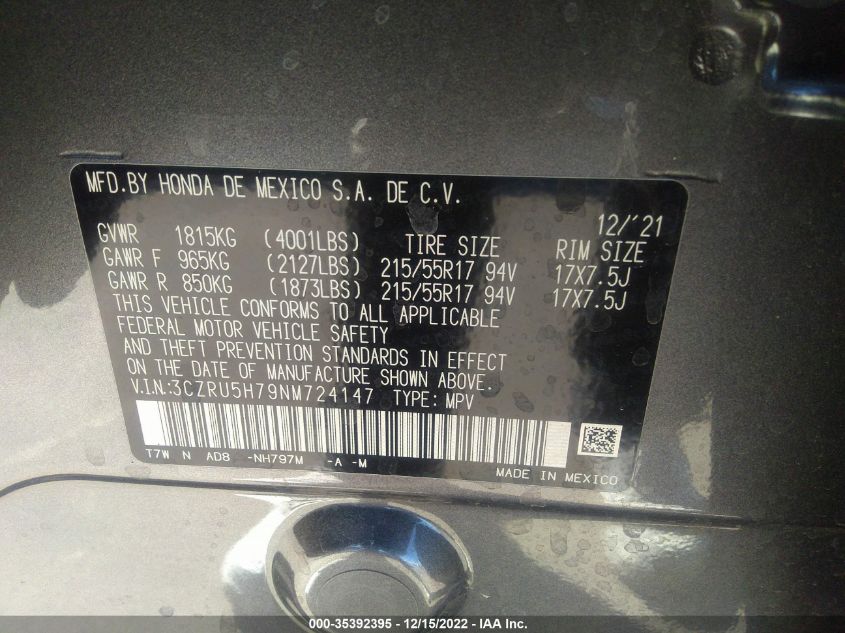 MFD.BY HONDA DE MEXICO S.A. DE C.V.
12/'21
GVWR 1815KG (4001LBS) TIRE SIZE RIM SIZE
GAWR F 965KG (2127LBS) 215/55R17 94V 17X7.5J
GAWR R 850KG (1873LBS) 215/55R17 94V 17X7.5J
THIS VEHICLE CONFORMS TO ALL APPLICABLE
FEDERAL MOTOR VEHICLE SAFETY
AND THEFT PREVENTION STANDARDS IN EFFECT
ON THE DATE OF MANUFACTURE SHOWN ABOVE.
V.I.N:3CZRU5H79NM724147 TYPE: MPV
T7W N AD8 -NH797M -A -M
MADE IN MEXICO
000-35392395 - 12/15/2022 - IAA Inc.